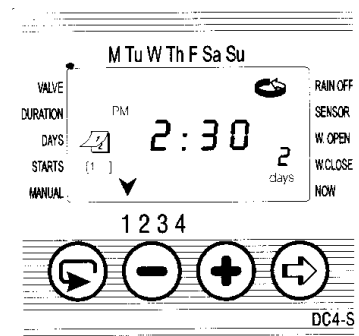 M Tu W Th F Sa Su
VALVE
DURATION
DAYS
STARTS
MANUAL
PM
2:30
[1 ]
2
days
RAIN OFF
SENSOR
W. OPEN
W.CLOSE
NOW
1 2 3 4
DC4-S